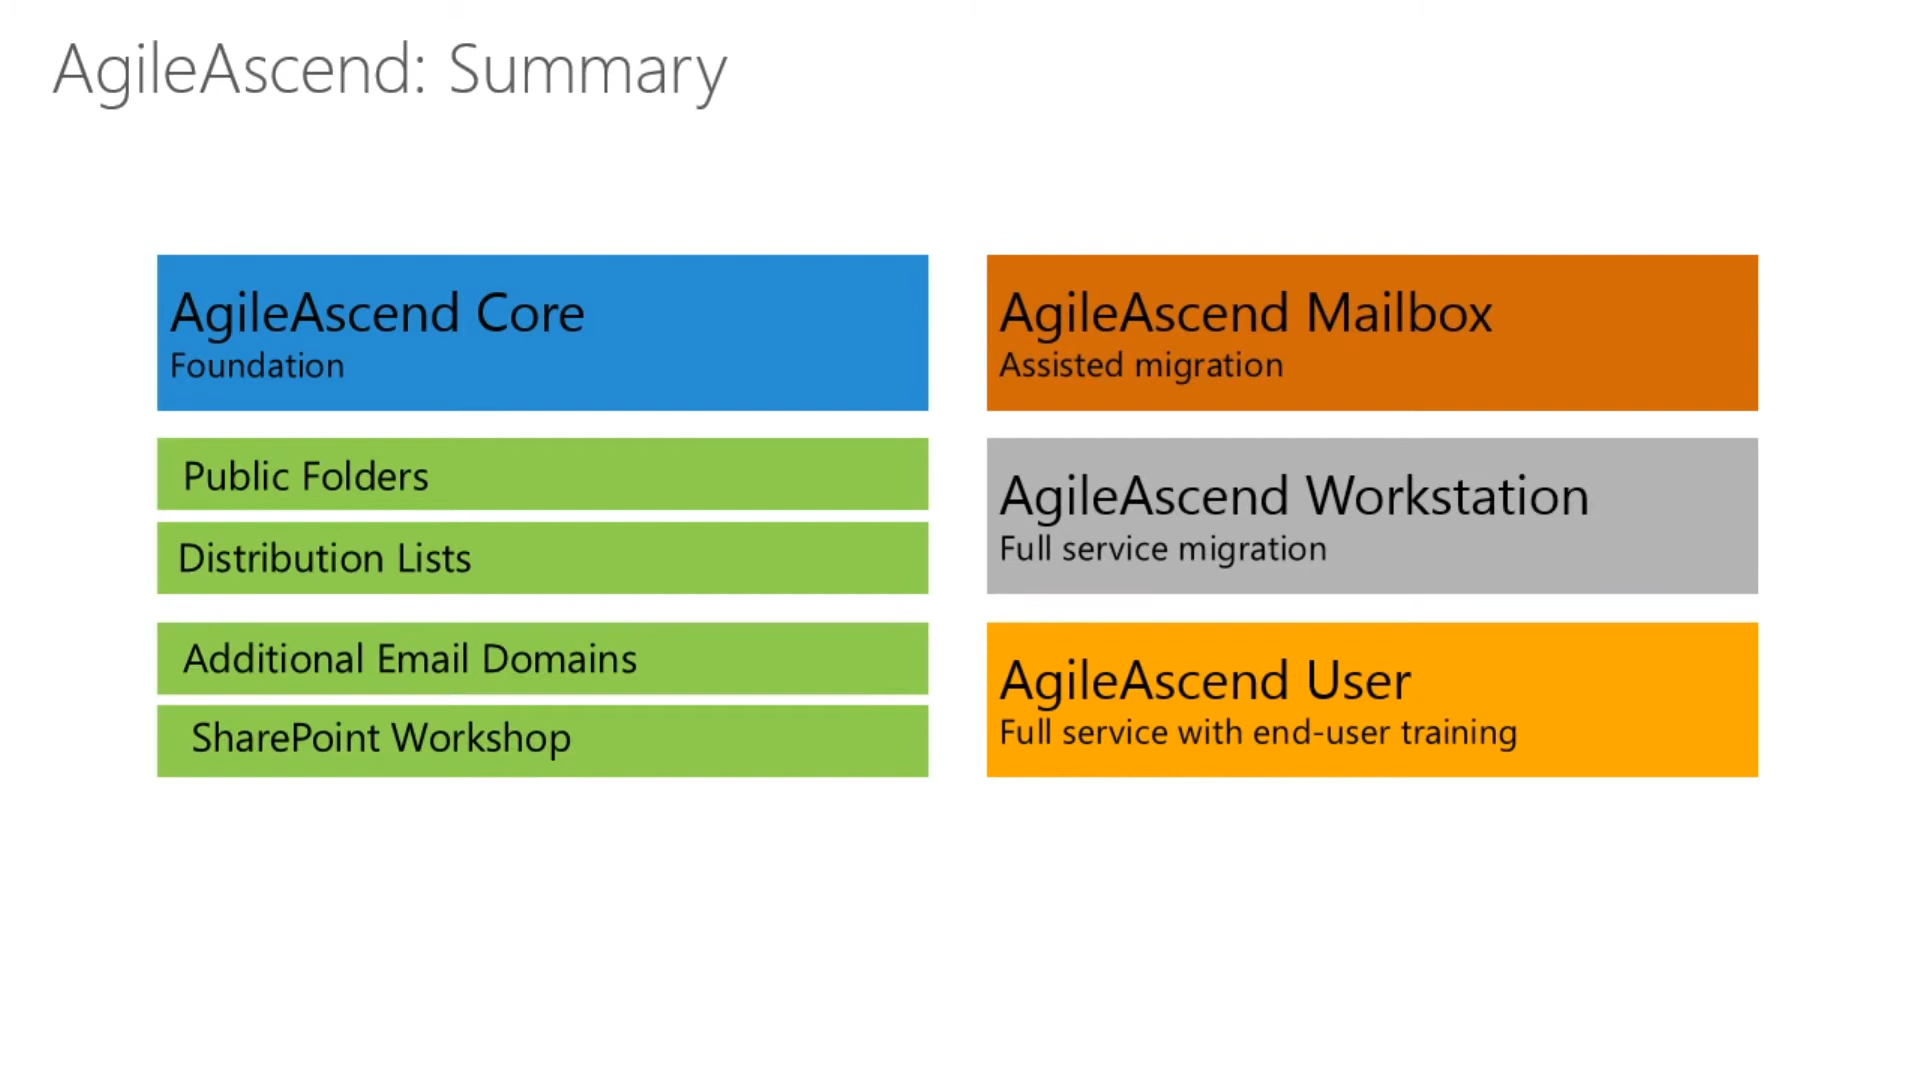 AgileAscend: Summary
AgileAscend Core
Foundation
Public Folders
Distribution Lists
Additional Email Domains
SharePoint Workshop
AgileAscend Mailbox
Assisted migration
AgileAscend Workstation
Full service migration
AgileAscend User
Full service with end-user training